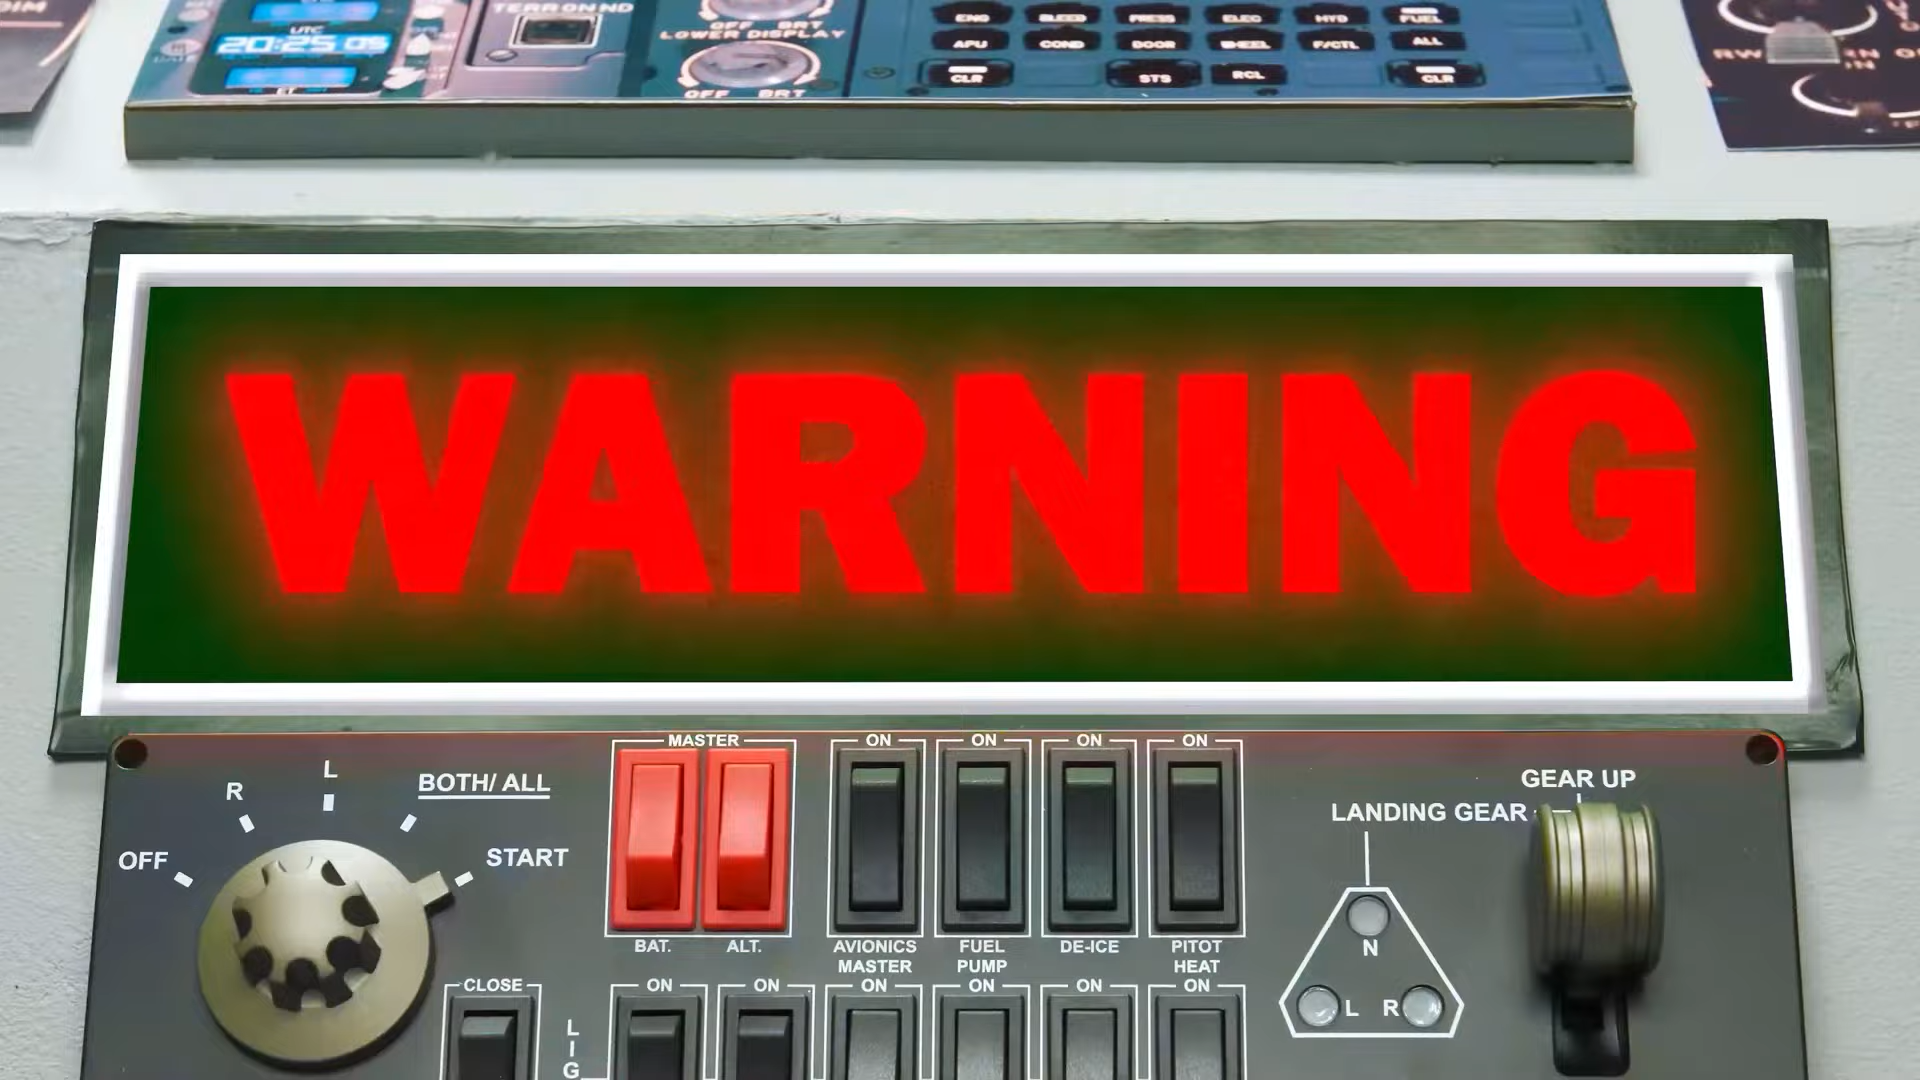 DIM
UTC
20:25 05
ET
TERR ON ND
OFF BRT
LOWER DISPLAY
OFF BRT
ENG BLEED PRESS ELEC HYD FUEL
APU COND DOOR WHEEL F/CTL ALL
CLR STS RCL CLR
WARNING
MASTER ON ON ON ON
L
R BOTH/ ALL
OFF START
GEAR UP
LANDING GEAR
BAT. ALT. AVIONICS MASTER FUEL PUMP DE-ICE PITOT HEAT
N
L R
CLOSE ON ON ON ON ON ON
L
I
G